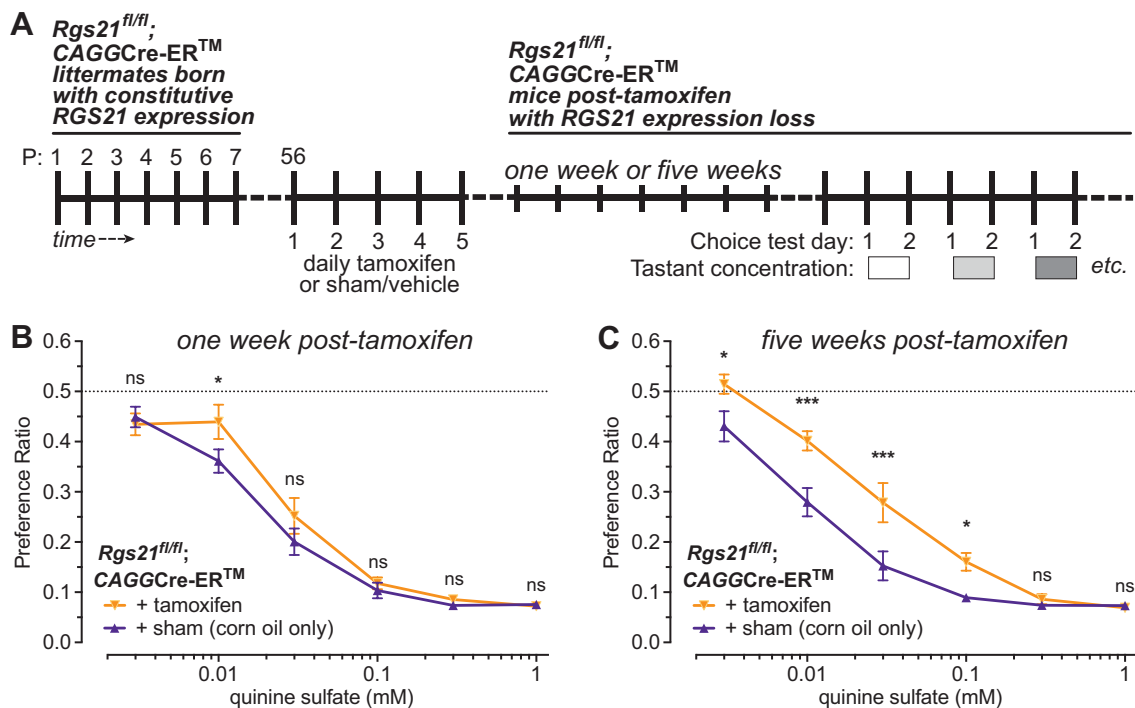 A
Rgs21fl/fl;
CAGGCre-ERTM
littermates born
with constitutive
RGS21 expression
Rgs21fl/fl;
CAGGCre-ERTM
mice post-tamoxifen
with RGS21 expression loss
P: 1 2 3 4 5 6 7 56
one week or five weeks
time
1 2 3 4 5
daily tamoxifen
or sham/vehicle
Choice test day: 1 2 1 2 1 2
Tastant concentration: etc.
B
one week post-tamoxifen
0.6
0.5
0.4
0.3
0.2
0.1
0.0
Preference Ratio
ns
*
ns
ns
ns
ns
Rgs21fl/fl;
CAGGCre-ERTM
+ tamoxifen
+ sham (corn oil only)
0.01 0.1 1
quinine sulfate (mM)
C
five weeks post-tamoxifen
0.6
0.5
0.4
0.3
0.2
0.1
0.0
Preference Ratio
*
***
***
*
ns
ns
Rgs21fl/fl;
CAGGCre-ERTM
+ tamoxifen
+ sham (corn oil only)
0.01 0.1 1
quinine sulfate (mM)